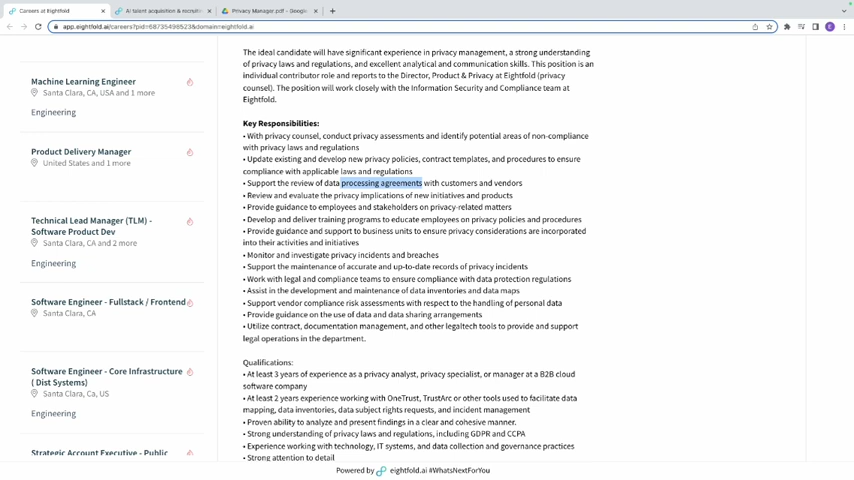 Careers at Eightfold
AI talent acquisition & recruiti
Privacy Manager.pdf - Google
app.eightfold.ai/careers?pid=68735496523&domain=eightfold.ai
Machine Learning Engineer
Santa Clara, CA, USA and 1 more
Engineering
Product Delivery Manager
United States and 1 more
Technical Lead Manager (TLM) -
Software Product Dev
Santa Clara, CA and 2 more
Engineering
Software Engineer - Fullstack / Frontend
Santa Clara, CA
Software Engineer - Core Infrastructure
( Dist Systems)
Santa Clara, Ca, US
Engineering
Strategic Account Executive - Public
The ideal candidate will have significant experience in privacy management, a strong understanding
of privacy laws and regulations, and excellent analytical and communication skills. This position is an
individual contributor role and reports to the Director, Product & Privacy at Eightfold (privacy
counsel). The position will work closely with the Information Security and Compliance team at
Eightfold.
Key Responsibilities:
• With privacy counsel, conduct privacy assessments and identify potential areas of non-compliance
with privacy laws and regulations
• Update existing and develop new privacy policies, contract templates, and procedures to ensure
compliance with applicable laws and regulations
• Support the review of data processing agreements with customers and vendors
• Review and evaluate the privacy implications of new initiatives and products
• Provide guidance to employees and stakeholders on privacy-related matters
• Develop and deliver training programs to educate employees on privacy policies and procedures
• Provide guidance and support to business units to ensure privacy considerations are incorporated
into their activities and initiatives
• Monitor and investigate privacy incidents and breaches
• Support the maintenance of accurate and up-to-date records of privacy incidents
• Work with legal and compliance teams to ensure compliance with data protection regulations
• Assist in the development and maintenance of data inventories and data maps
• Support vendor compliance risk assessments with respect to the handling of personal data
• Provide guidance on the use of data and data sharing arrangements
• Utilize contract, documentation management, and other legaltech tools to provide and support
legal operations in the department.
Qualifications:
• At least 3 years of experience as a privacy analyst, privacy specialist, or manager at a B2B cloud
software company
• At least 2 years experience working with OneTrust, TrustArc or other tools used to facilitate data
mapping, data inventories, data subject rights requests, and incident management
• Proven ability to analyze and present findings in a clear and cohesive manner.
• Strong understanding of privacy laws and regulations, including GDPR and CCPA
• Experience working with technology, IT systems, and data collection and governance practices
• Strong attention to detail
Powered by eightfold.ai #WhatsNextForYou